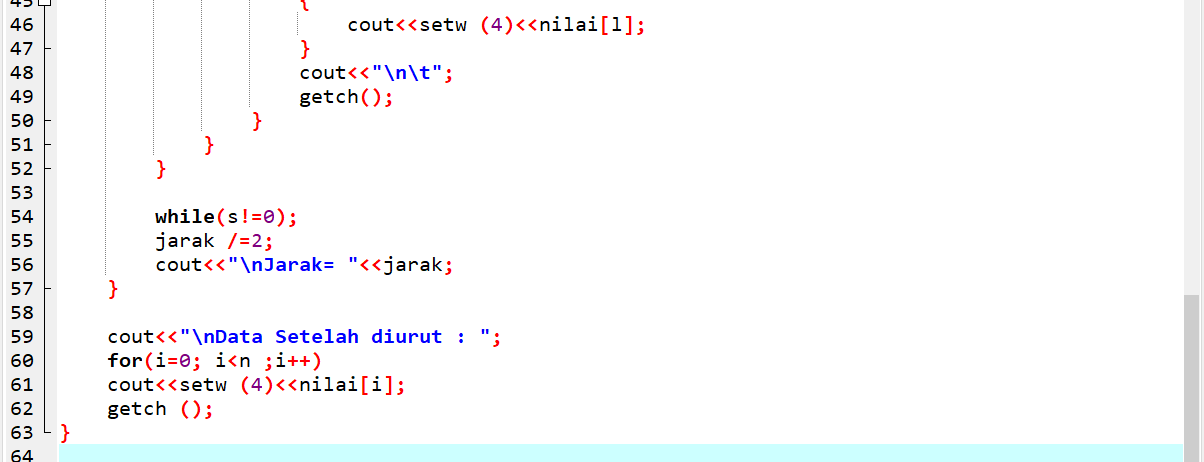 45 {
46 cout<<setw (4)<<nilai[l];
47 }
48 cout<<"\n\t";
49 getch();
50 }
51 }
52 }
53
54 while(s!=0);
55 jarak /=2;
56 cout<<"\nJarak= "<<jarak;
57 }
58
59 cout<<"\nData Setelah diurut : ";
60 for(i=0; i<n ;i++)
61 cout<<setw (4)<<nilai[i];
62 getch ();
63 }
64